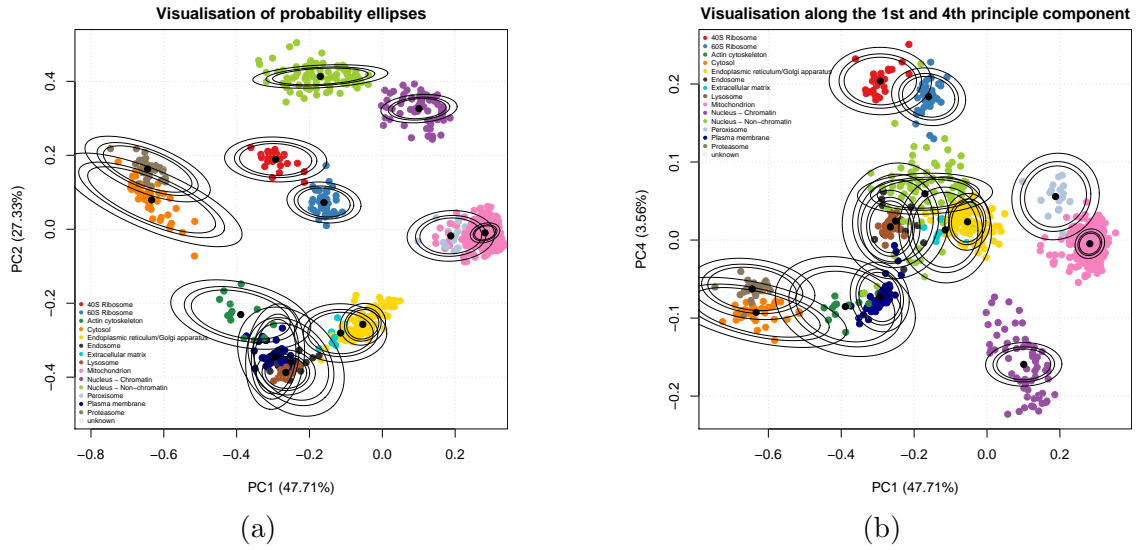 Visualisation of probability ellipses
0.4
0.2
0.0
−0.2
−0.4
PC2 (27.33%)
40S Ribosome
60S Ribosome
Actin cytoskeleton
Cytosol
Endoplasmic reticulum/Golgi apparatus
Endosome
Extracellular matrix
Lysosome
Mitochondrion
Nucleus − Chromatin
Nucleus − Non−chromatin
Peroxisome
Plasma membrane
Proteasome
unknown
−0.8 −0.6 −0.4 −0.2 0.0 0.2
PC1 (47.71%)
(a)
Visualisation along the 1st and 4th principle component
0.2
0.1
0.0
−0.1
−0.2
PC4 (3.56%)
40S Ribosome
60S Ribosome
Actin cytoskeleton
Cytosol
Endoplasmic reticulum/Golgi apparatus
Endosome
Extracellular matrix
Lysosome
Mitochondrion
Nucleus − Chromatin
Nucleus − Non−chromatin
Peroxisome
Plasma membrane
Proteasome
unknown
−0.6 −0.4 −0.2 0.0 0.2
PC1 (47.71%)
(b)